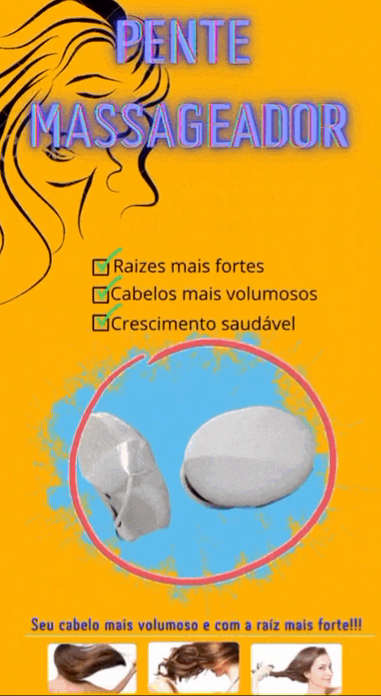 PENTE
MASSAGEADOR
Raizes mais fortes
Cabelos mais volumosos
Crescimento saudável
Seu cabelo mais volumoso e com a raíz mais forte!!!